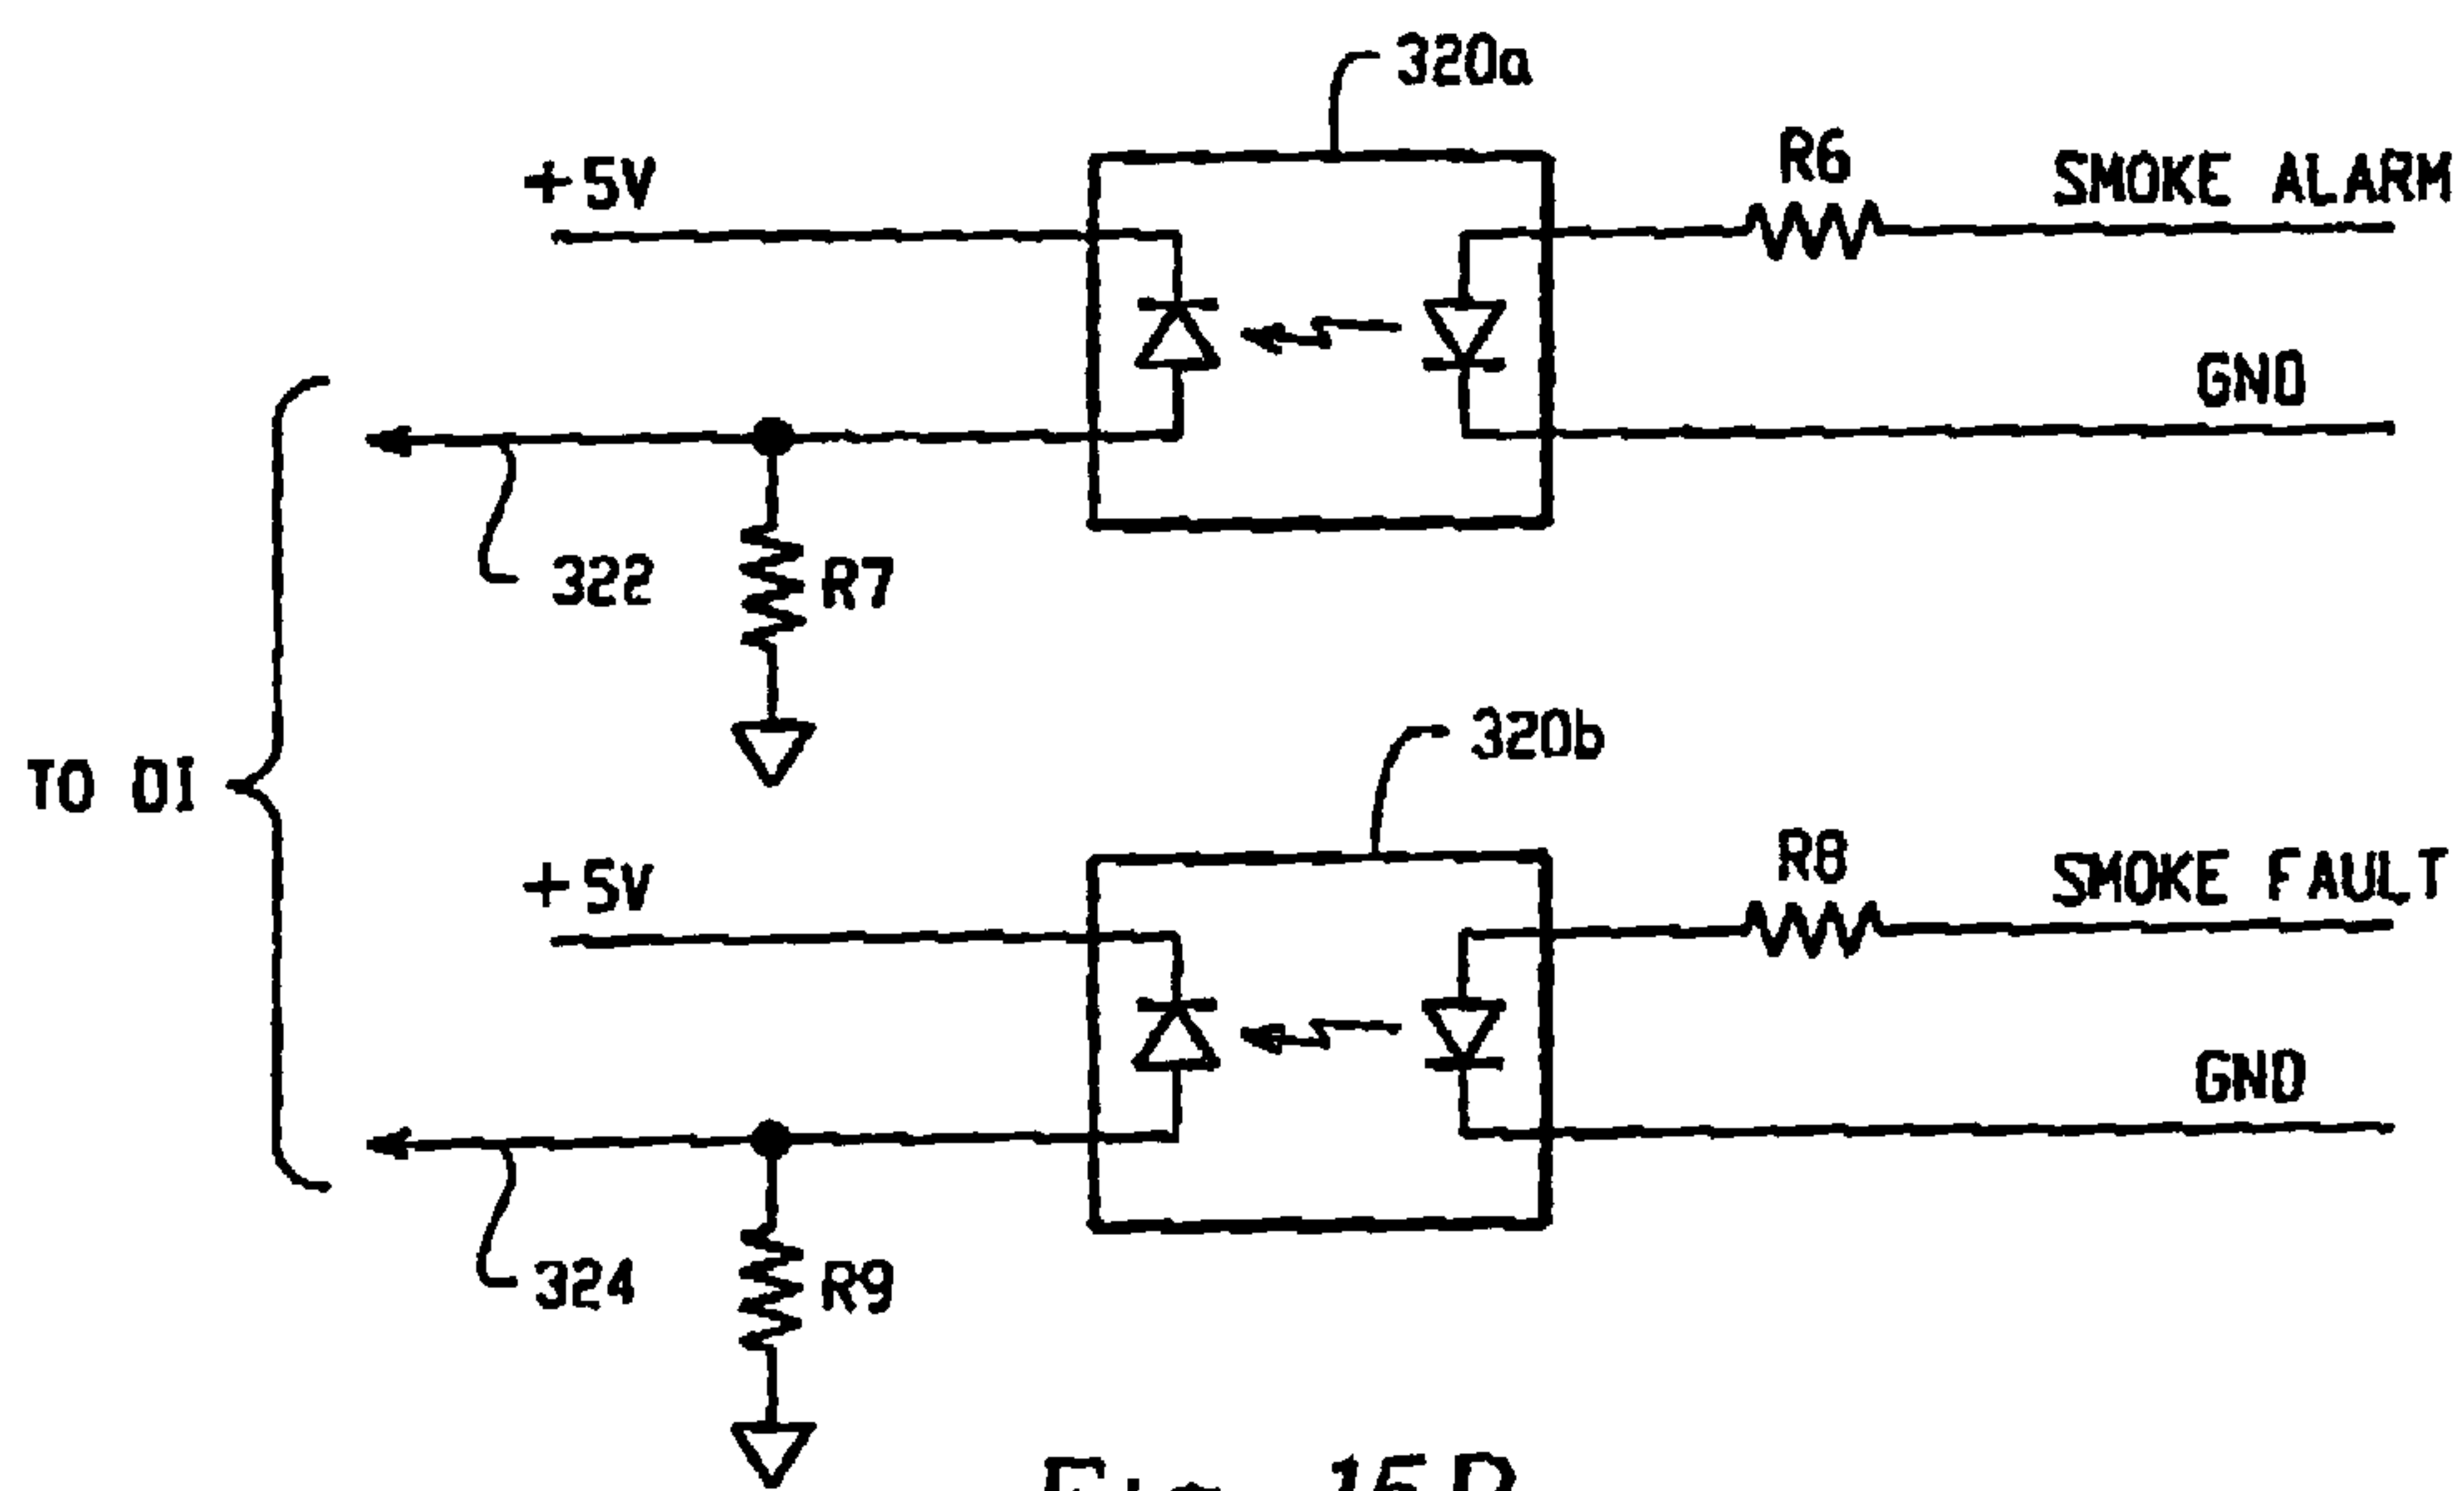 320a
R6
SMOKE ALARM
+5V
GND
322
R7
320b
TO DI
R8
SMOKE FAULT
+5V
GND
324
R9